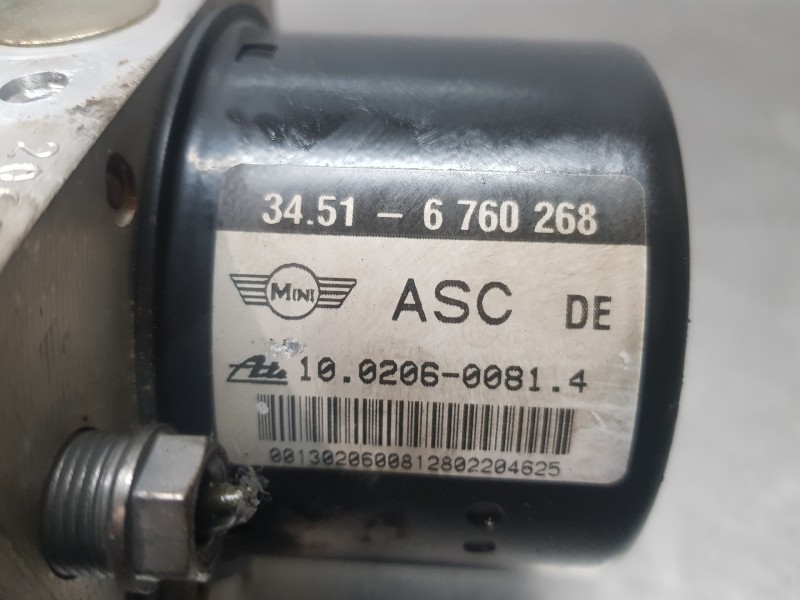 34.51 - 6 760 268
MINI ASC DE
Ate 10.0206-0081.4
0013020600812802204625